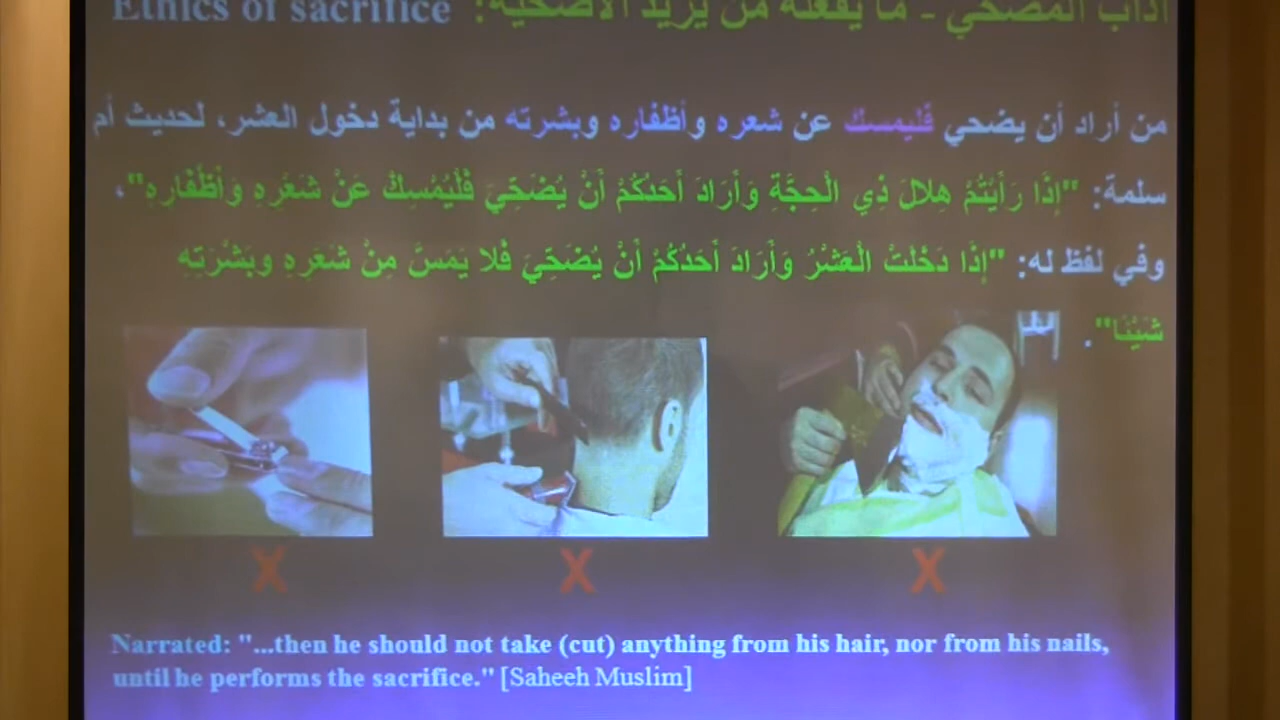 Ethics of sacrifice آداب المضحي - ما يفعله من يريد الأضحية:
من أراد أن يضحي فليمسك عن شعره وأظفاره وبشرته من بداية دخول العشر، لحديث أم
سلمة: "إِذَا رَأَيْتُمْ هِلالَ ذِي الْحِجَّةِ وَأَرَادَ أَحَدُكُمْ أَنْ يُضَحِّيَ فَلْيُمْسِكْ عَنْ شَعَرِهِ وَأَظْفَارِهِ"،
وفي لفظ له: "إِذَا دَخَلتْ الْعَشْرُ وَأَرَادَ أَحَدُكُمْ أَنْ يُضَحِّيَ فَلا يَمَسَّ مِنْ شَعَرِهِ وبَشَرْتَهِ
شَيْئًا".
X X X
Narrated: "...then he should not take (cut) anything from his hair, nor from his nails,
until he performs the sacrifice." [Saheeh Muslim]